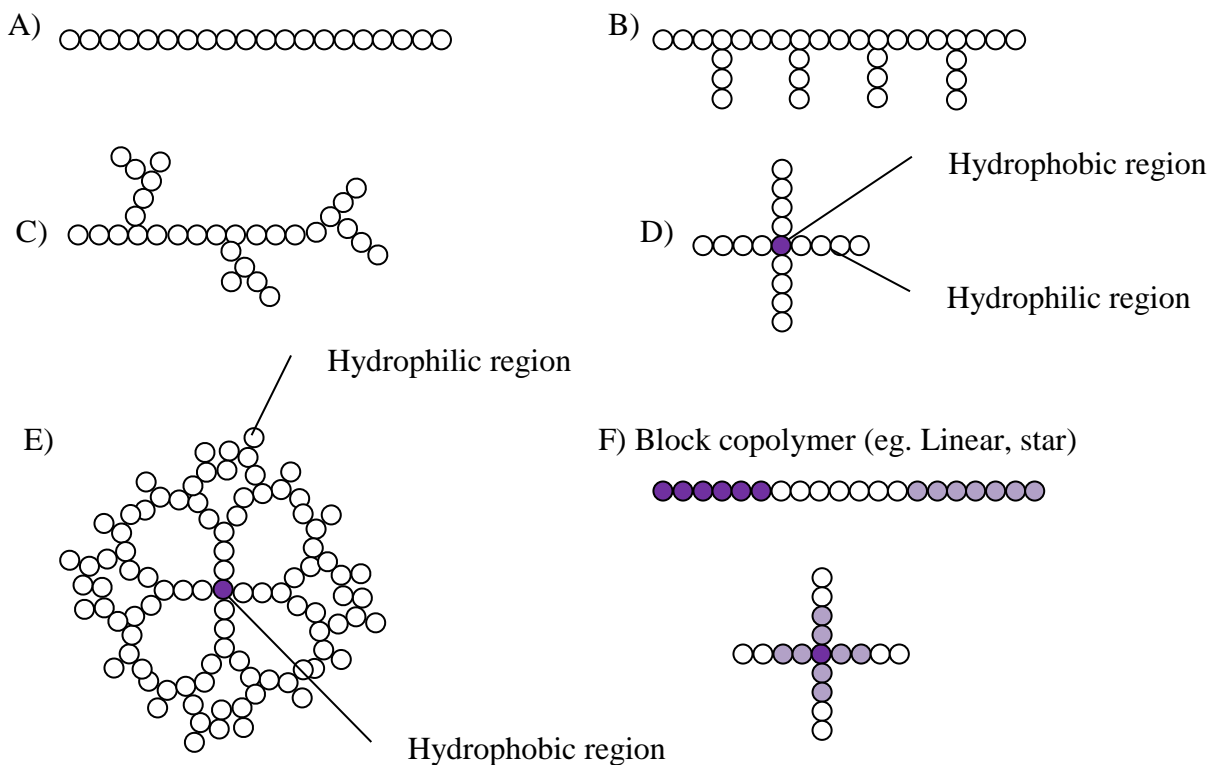 A)
B)
Hydrophobic region
C)
D)
Hydrophilic region
Hydrophilic region
E)
F) Block copolymer (eg. Linear, star)
Hydrophobic region